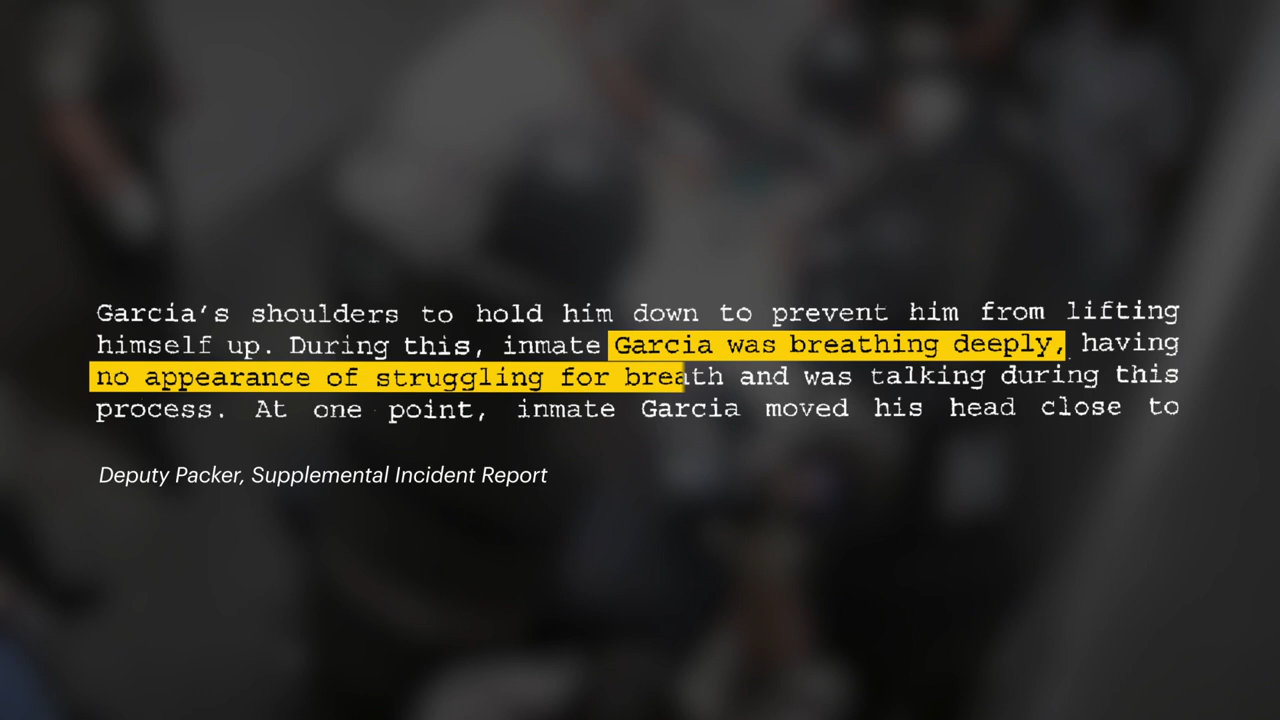 Garcia's shoulders to hold him down to prevent him from lifting
himself up. During this, inmate Garcia was breathing deeply, having
no appearance of struggling for breath and was talking during this
process. At one point, inmate Garcia moved his head close to
Deputy Packer, Supplemental Incident Report